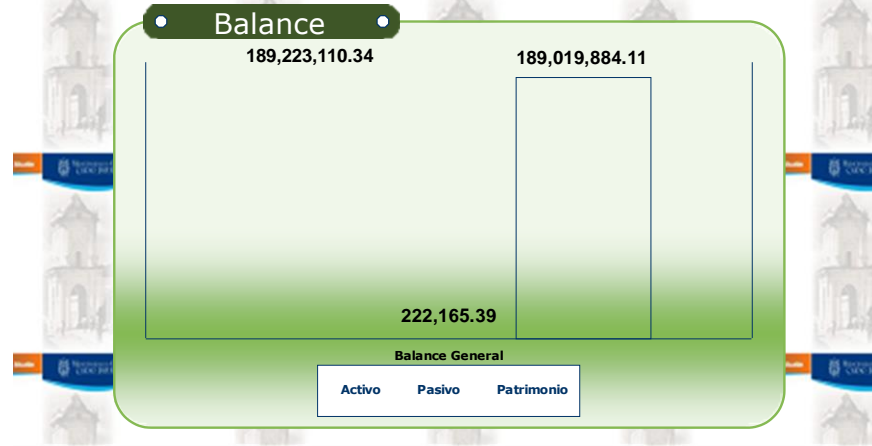 Balance
189,223,110.34 189,019,884.11
222,165.39
Balance General
Activo Pasivo Patrimonio